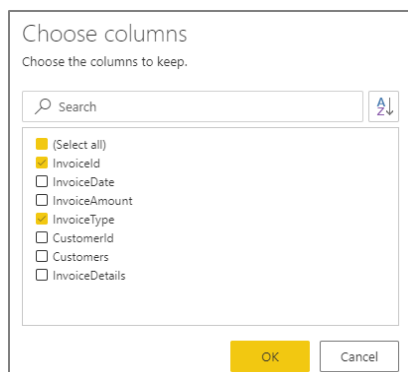 Choose columns
Choose the columns to keep.
Search
(Select all)
InvoiceId
InvoiceDate
InvoiceAmount
InvoiceType
CustomerId
Customers
InvoiceDetails
OK Cancel